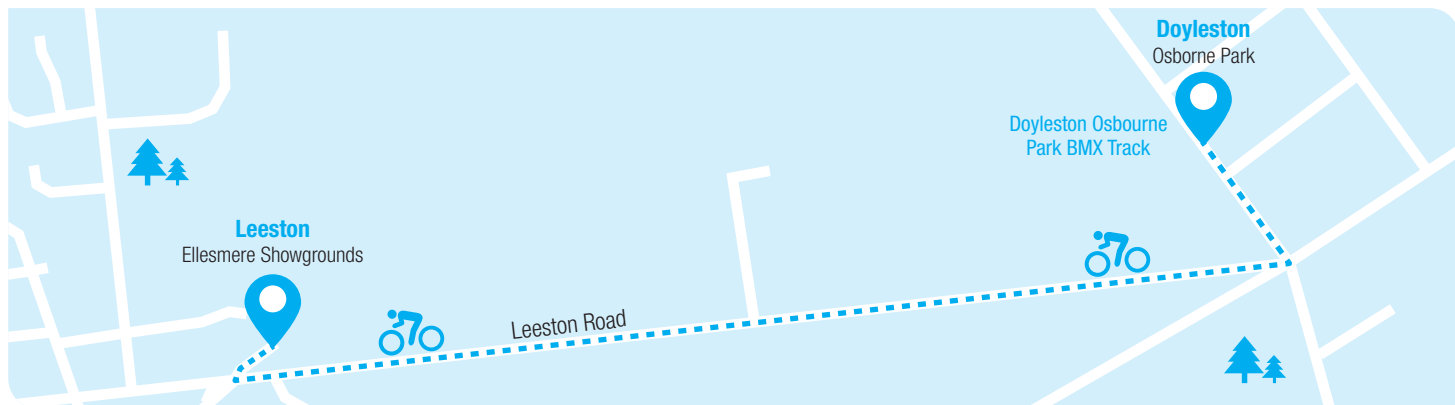 Doyleston
Osborne Park
Doyleston Osbourne
Park BMX Track
Leeston
Ellesmere Showgrounds
Leeston Road